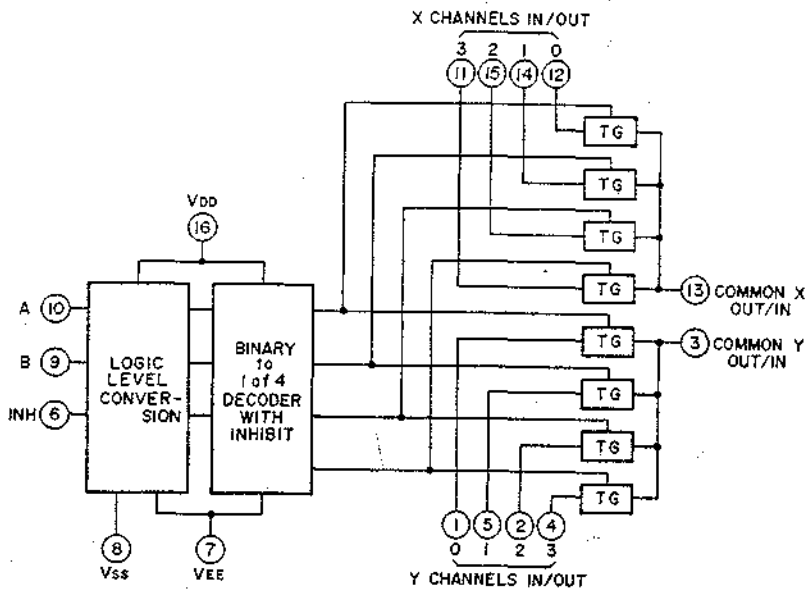 X CHANNELS IN/OUT
3 2 1 0
11 15 14 12
TG
TG
TG
TG
VDD
16
A 10
B 9
INH 6
LOGIC
LEVEL
CONVER-
SION
BINARY
to
1 of 4
DECODER
WITH
INHIBIT
13 COMMON X
OUT/IN
3 COMMON Y
OUT/IN
TG
TG
TG
TG
8
VSS
7
VEE
1 5 2 4
0 1 2 3
Y CHANNELS IN/OUT